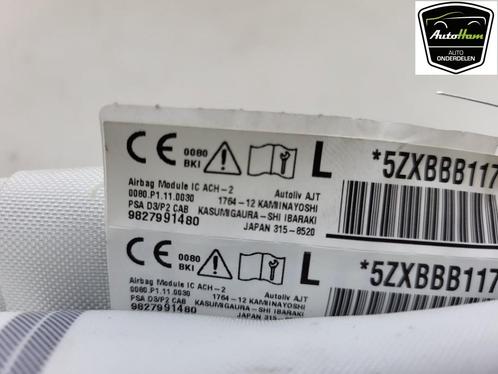 AutoHam
AUTO
ONDERDELEN
CE 0080
BKI
L
*5ZXBBB117
Airbag Module IC ACH-2
0080.P1.11.0030
PSA D3/P2 CAB
9827991480
Autoliv AJT
1764-12 KAMINAYOSHI
KASUMIGAURA-SHI IBARAKI
JAPAN 315-8520
CE 0080
BKI
L
*5ZXBBB117
Airbag Module IC ACH-2
0080.P1.11.0030
PSA D3/P2 CAB
9827991480
Autoliv AJT
1764-12 KAMINAYOSHI
KASUMIGAURA-SHI IBARAKI
JAPAN 315-8520